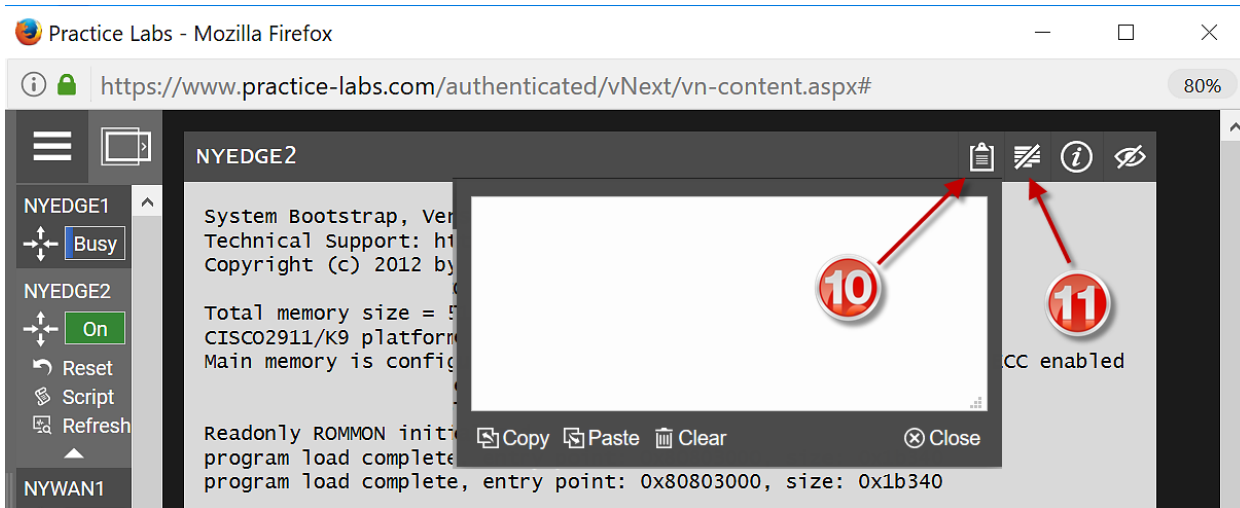 Practice Labs - Mozilla Firefox
https://www.practice-labs.com/authenticated/vNext/vn-content.aspx#
80%
NYEDGE2
NYEDGE1
Busy
NYEDGE2
On
Reset
Script
Refresh
NYWAN1
System Bootstrap, Ver
Technical Support: ht
Copyright (c) 2012 by
Total memory size = 5
CISCO2911/K9 platform
Main memory is config CC enabled
Readonly ROMMON initi
program load complete
program load complete, entry point: 0x80803000, size: 0x1b340
Copy Paste Clear Close
10
11